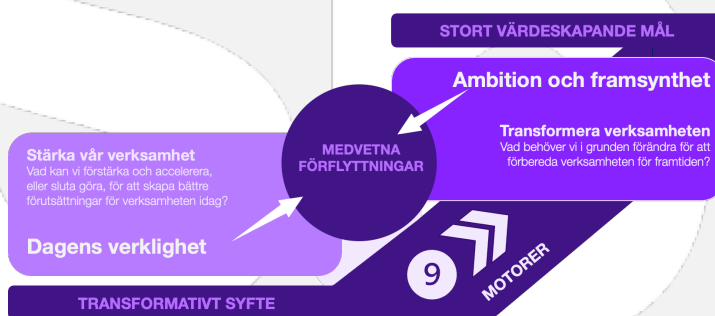 STORT VÄRDESKAPANDE MÅL
Ambition och framsynthet
Transformera verksamheten
Vad behöver vi i grunden förändra för att
förbereda verksamheten för framtiden?
MEDVETNA
FÖRFLYTTNINGAR
Stärka vår verksamhet
Vad kan vi förstärka och accelerera,
eller sluta göra, för att skapa bättre
förutsättningar för verksamheten idag?
Dagens verklighet
9
MOTORER
TRANSFORMATIVT SYFTE